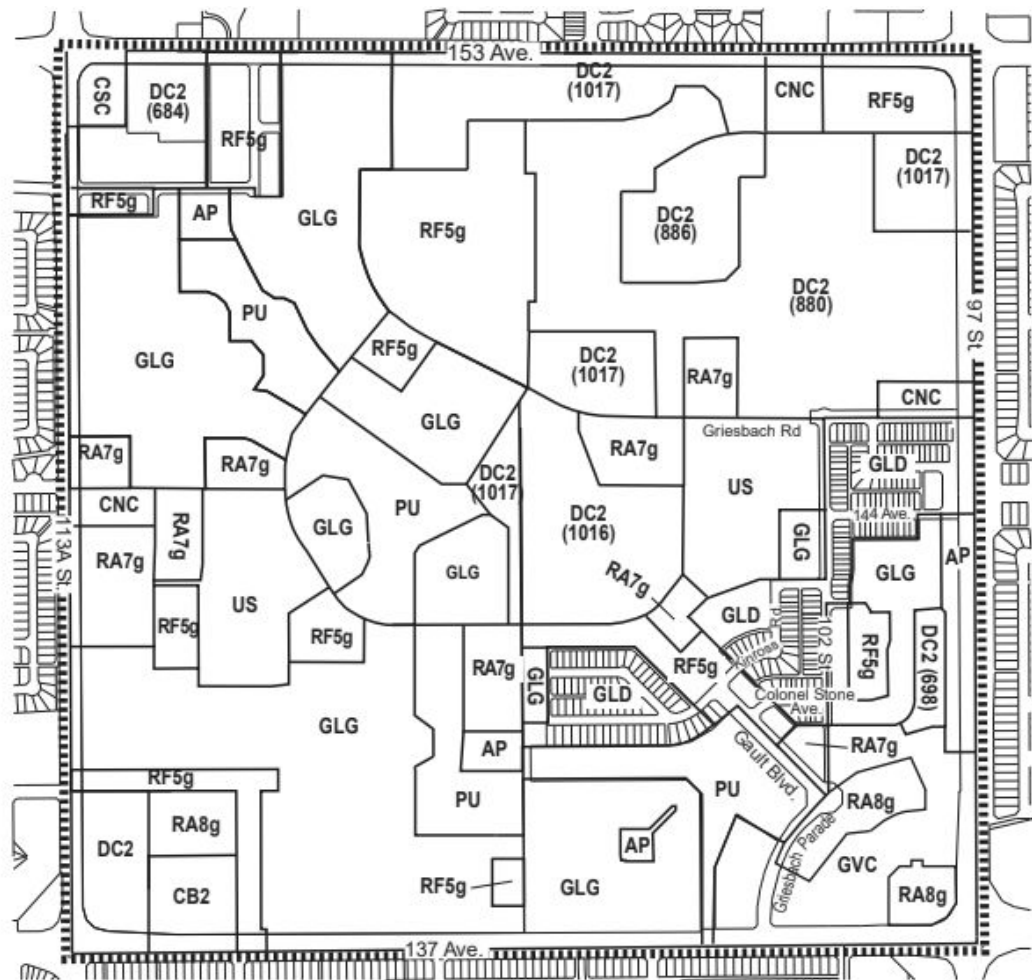 153 Ave.
CSC
DC2
(684)
RF5g
DC2
(1017)
CNC
RF5g
RF5g
AP
GLG
RF5g
DC2
(886)
DC2
(1017)
PU
DC2
(880)
97 St.
GLG
RF5g
DC2
(1017)
RA7g
CNC
GLG
Griesbach Rd
RA7g
RA7g
RA7g
GLD
CNC
RA7g
GLG
PU
DC2
(1017)
DC2
(1016)
US
GLG
144 Ave.
AP
113A St.
RA7g
US
GLG
RA7g
GLD
GLG
RF5g
RF5g
RA7g
GLG
GLD
RF5g
Kinross Rd
102 St.
RF5g
DC2 (698)
Colonel Stone
Ave.
GLG
AP
Gault Blvd.
RA7g
RF5g
PU
PU
RA8g
DC2
RA8g
AP
Griesbach Parade
GVC
CB2
RF5g
GLG
RA8g
137 Ave.